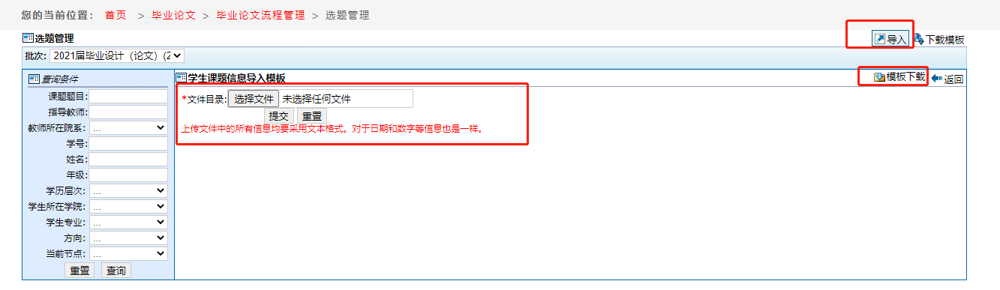 您的当前位置： 首页 > 毕业论文 > 毕业论文流程管理 > 选题管理
选题管理 导入 下载模板
批次: 2021届毕业设计（论文）(2
查询条件
课题题目:
指导教师:
教师所在院系: ...
学号:
姓名:
年级:
学历层次: ...
学生所在学院: ...
学生专业: ...
方向: ...
当前节点: ...
重置 查询
学生课题信息导入模板 模板下载 返回
*文件目录: 选择文件 未选择任何文件
提交 重置
上传文件中的所有信息均要采用文本格式。对于日期和数字等信息也是一样。